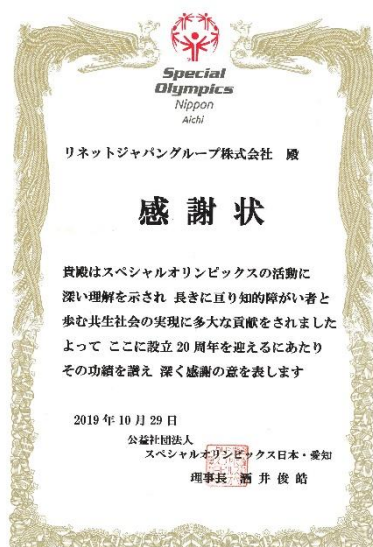 Special
Olympics
Nippon
Aichi
リネットジャパングループ株式会社 殿
感謝状
貴殿はスペシャルオリンピックスの活動に
深い理解を示され 長きに亘り知的障がい者と
歩む共生社会の実現に多大な貢献をされました
よって ここに設立20周年を迎えるにあたり
その功績を讃え 深く感謝の意を表します
2019年10月29日
公益社団法人
スペシャルオリンピックス日本・愛知
理事長 酒井俊皓